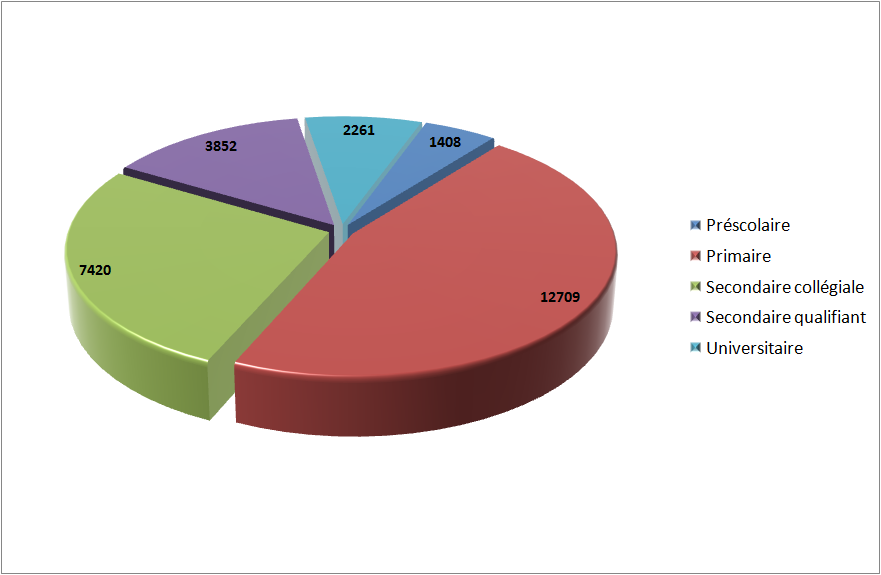 2261
1408
3852
7420
12709
Préscolaire
Primaire
Secondaire collégiale
Secondaire qualifiant
Universitaire